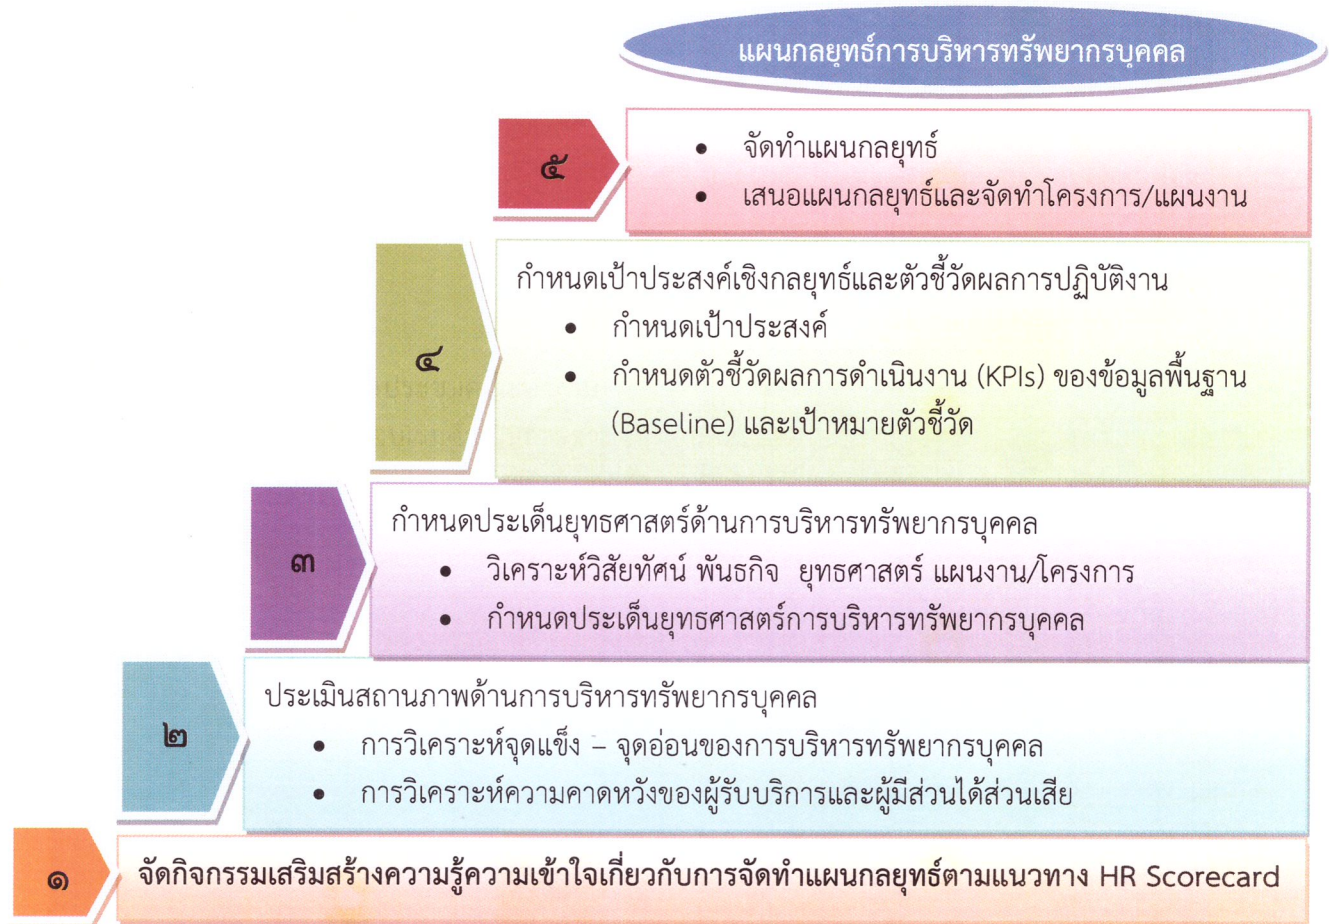 แผนกลยุทธ์การบริหารทรัพยากรบุคคล
๕
• จัดทำแผนกลยุทธ์
• เสนอแผนกลยุทธ์และจัดทำโครงการ/แผนงาน
๔
กำหนดเป้าประสงค์เชิงกลยุทธ์และตัวชี้วัดผลการปฏิบัติงาน
• กำหนดเป้าประสงค์
• กำหนดตัวชี้วัดผลการดำเนินงาน (KPIs) ของข้อมูลพื้นฐาน
(Baseline) และเป้าหมายตัวชี้วัด
๓
กำหนดประเด็นยุทธศาสตร์ด้านการบริหารทรัพยากรบุคคล
• วิเคราะห์วิสัยทัศน์ พันธกิจ ยุทธศาสตร์ แผนงาน/โครงการ
• กำหนดประเด็นยุทธศาสตร์การบริหารทรัพยากรบุคคล
๒
ประเมินสถานภาพด้านการบริหารทรัพยากรบุคคล
• การวิเคราะห์จุดแข็ง – จุดอ่อนของการบริหารทรัพยากรบุคคล
• การวิเคราะห์ความคาดหวังของผู้รับบริการและผู้มีส่วนได้ส่วนเสีย
๑
จัดกิจกรรมเสริมสร้างความรู้ความเข้าใจเกี่ยวกับการจัดทำแผนกลยุทธ์ตามแนวทาง HR Scorecard